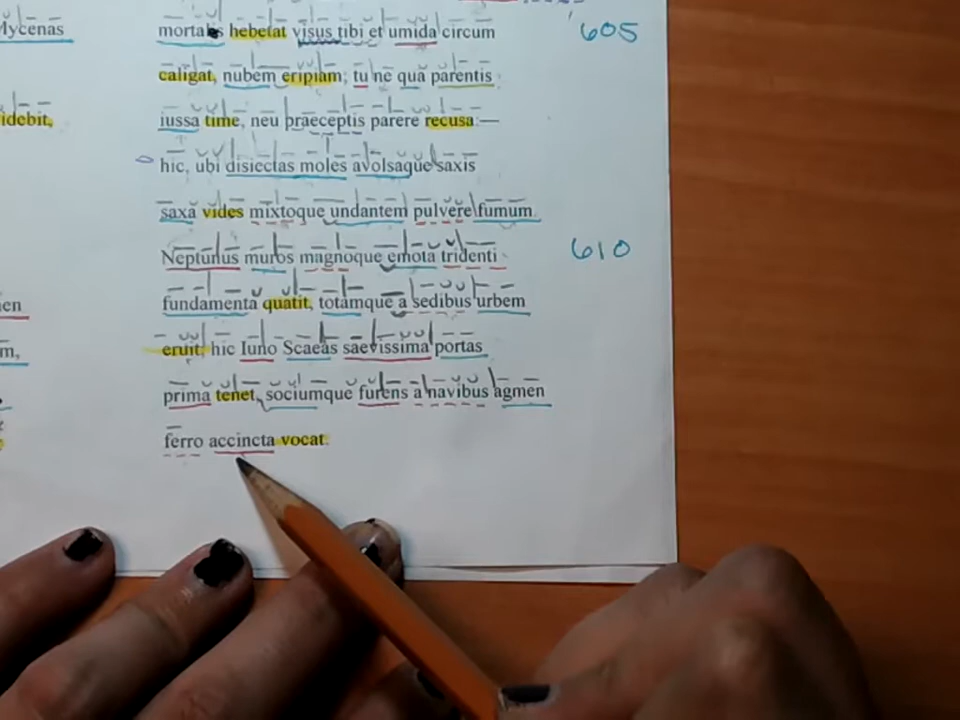 Mycenas
idebit,
en
m,
mortales hebetat visus tibi et umida circum 605
caligat, nubem eripiam; tu ne qua parentis
iussa time, neu praeceptis parere recusa:—
hic, ubi disiectas moles avolsaque saxis
saxa vides mixtoque undantem pulvere fumum.
Neptunus muros magnoque emota tridenti 610
fundamenta quatit, totamque a sedibus urbem
eruit; hic Iuno Scaeas saevissima portas
prima tenet, sociumque furens a navibus agmen
ferro accincta vocat.